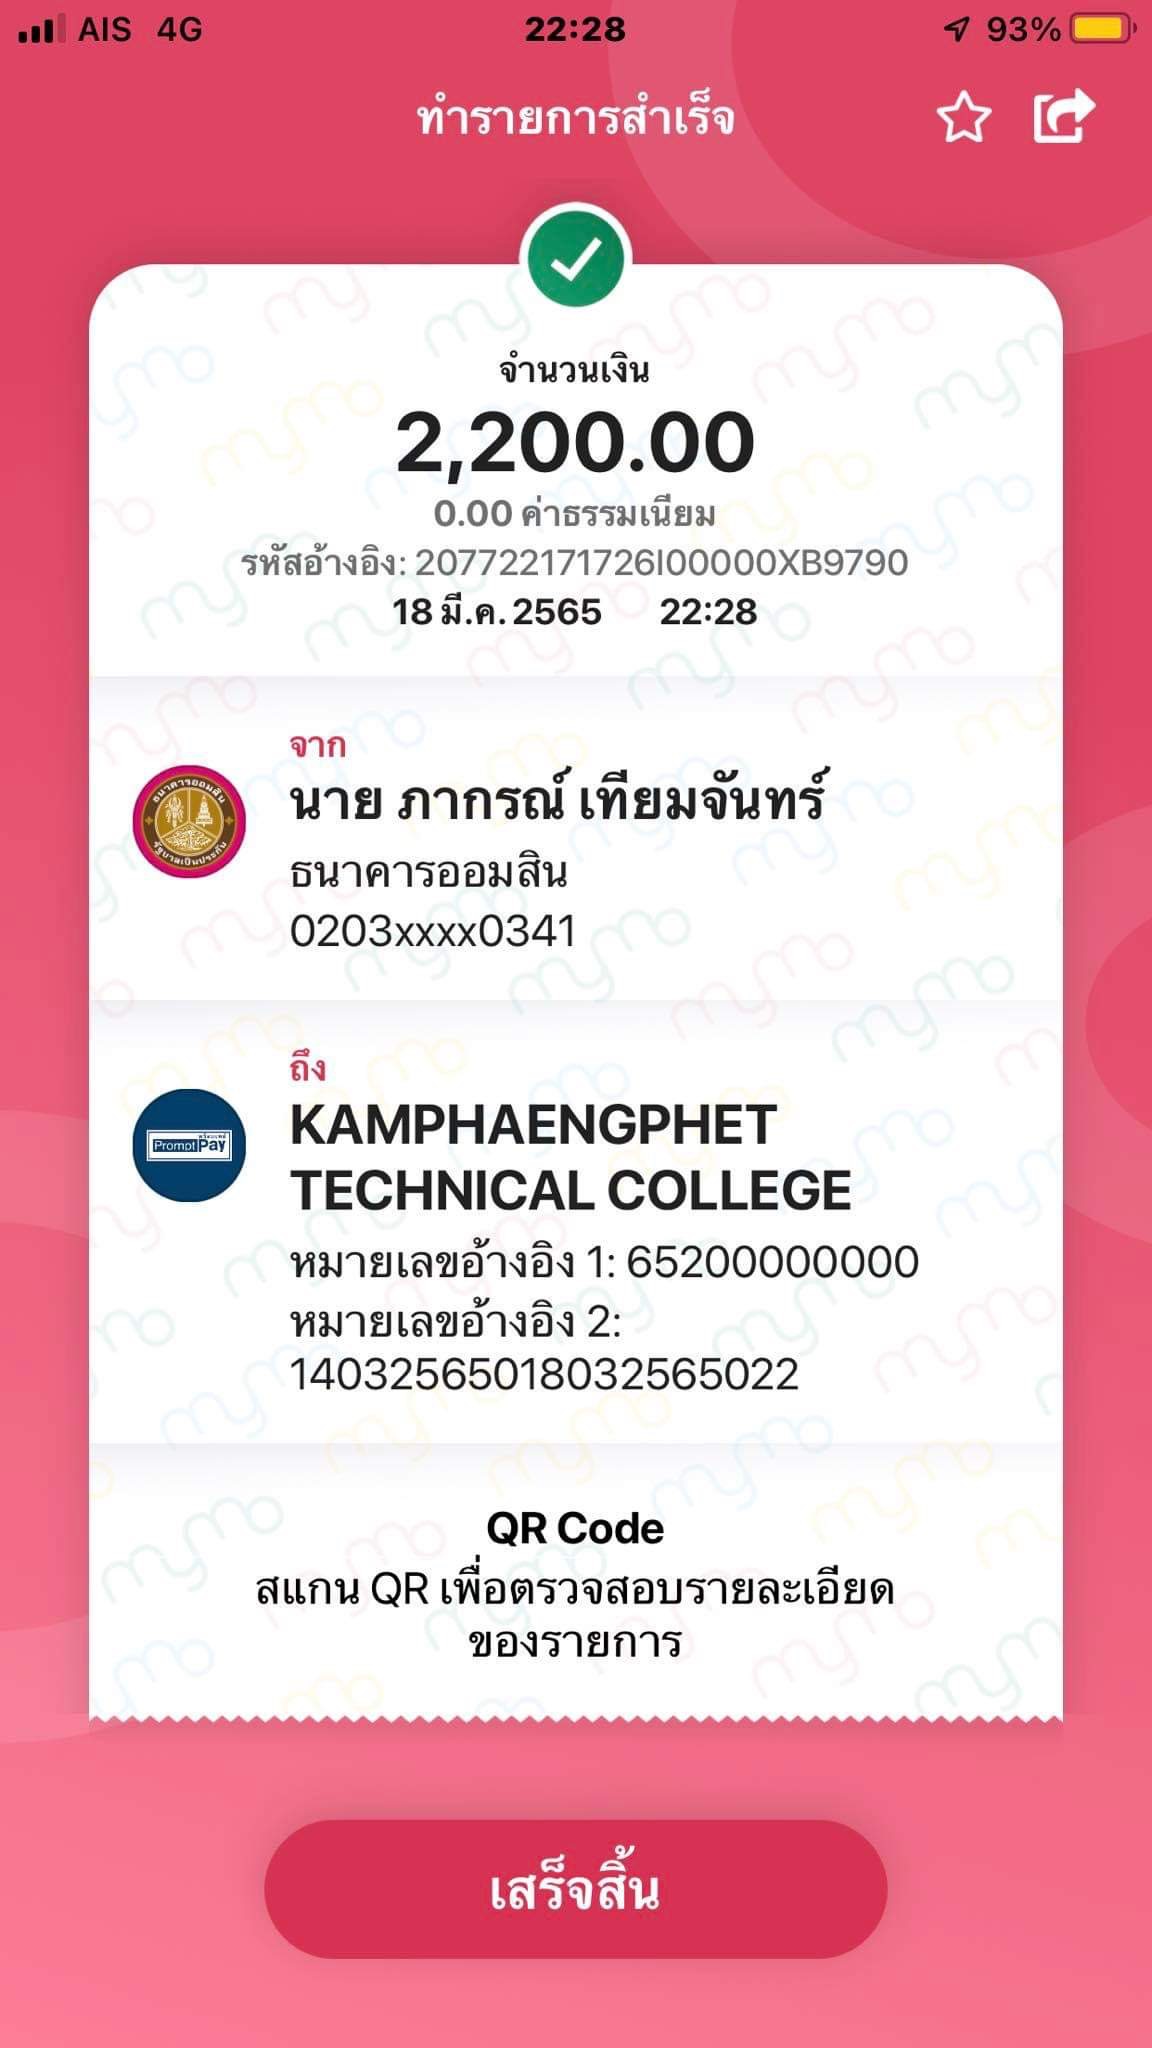 AIS 4G 22:28 93%
ทำรายการสำเร็จ
จำนวนเงิน
2,200.00
0.00 ค่าธรรมเนียม
รหัสอ้างอิง: 207722171726I00000XB9790
18 มี.ค. 2565 22:28
จาก
นาย ภากรณ์ เทียมจันทร์
ธนาคารออมสิน
0203xxxx0341
ธนาคารออมสิน
รัฐบาลเป็นประกัน
ถึง
KAMPHAENGPHET
TECHNICAL COLLEGE
พร้อมเพย์
PromptPay
หมายเลขอ้างอิง 1: 65200000000
หมายเลขอ้างอิง 2:
14032565018032565022
QR Code
สแกน QR เพื่อตรวจสอบรายละเอียด
ของรายการ
เสร็จสิ้น
mymo